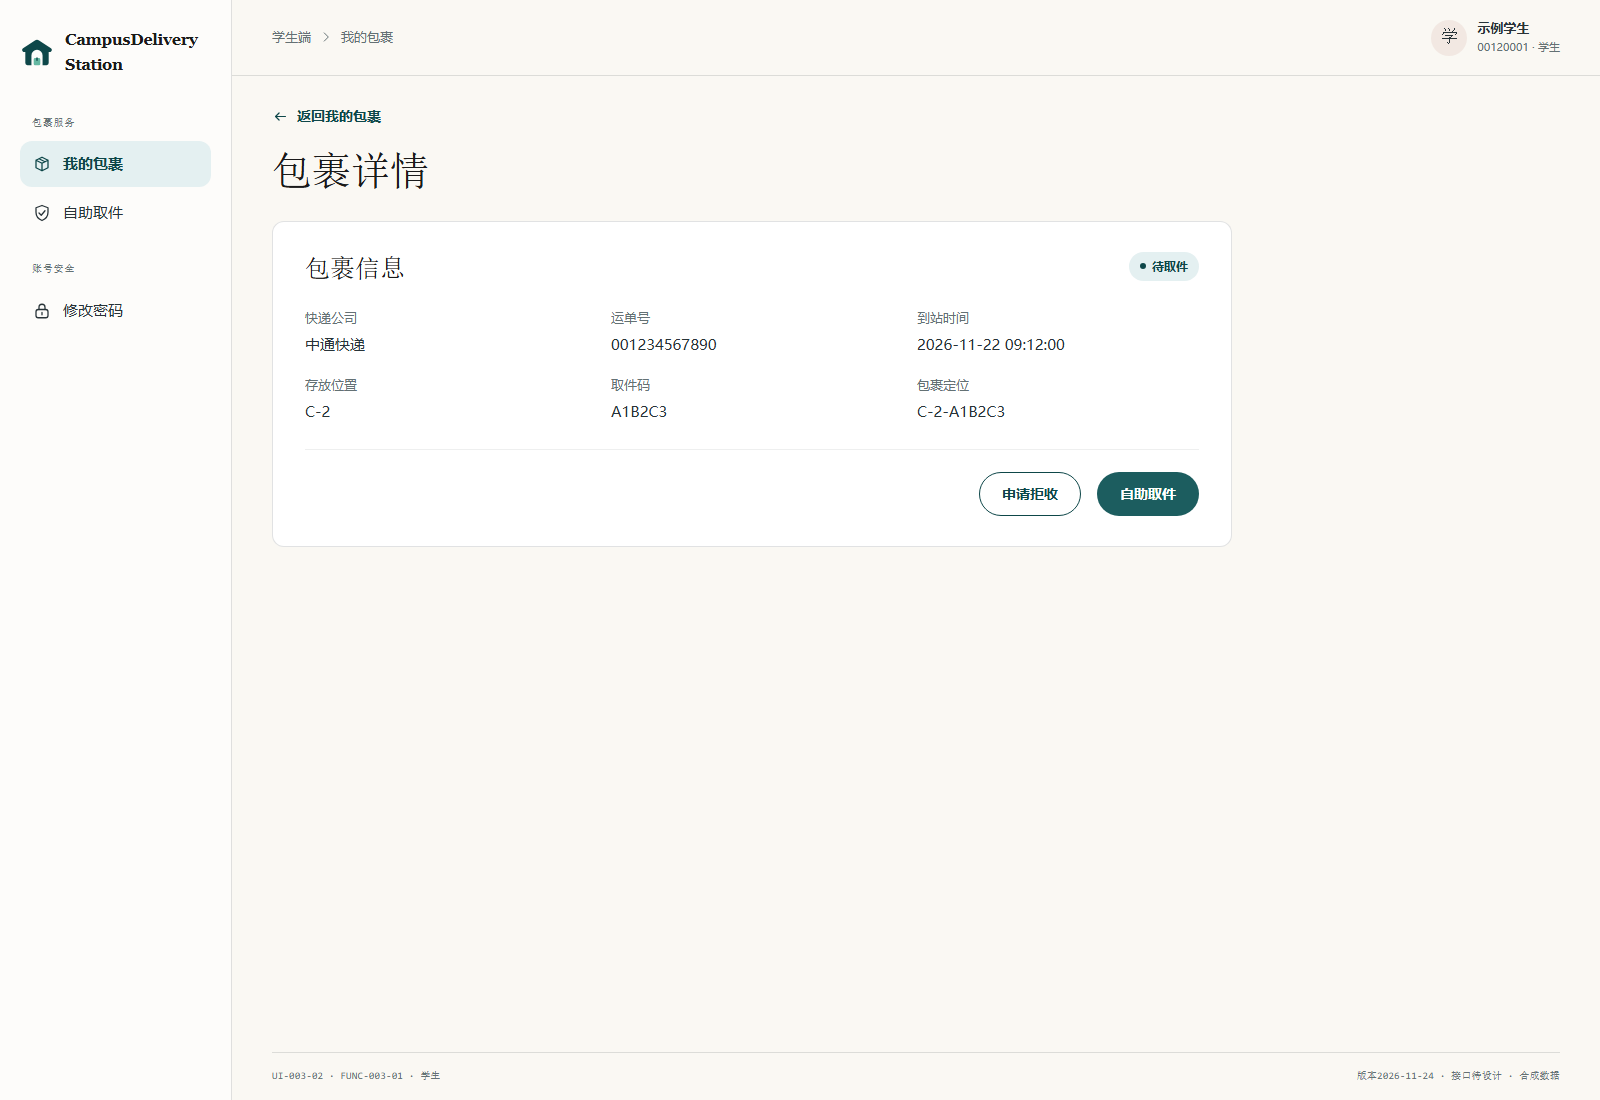 CampusDelivery
Station
包裹服务
我的包裹
自助取件
账号安全
修改密码
学生端 > 我的包裹
学
示例学生
00120001 · 学生
← 返回我的包裹
包裹详情
包裹信息
待取件
快递公司
中通快递
运单号
001234567890
到站时间
2026-11-22 09:12:00
存放位置
C-2
取件码
A1B2C3
包裹定位
C-2-A1B2C3
申请拒收
自助取件
UI-003-02 · FUNC-003-01 · 学生
版本2026-11-24 · 接口待设计 · 合成数据